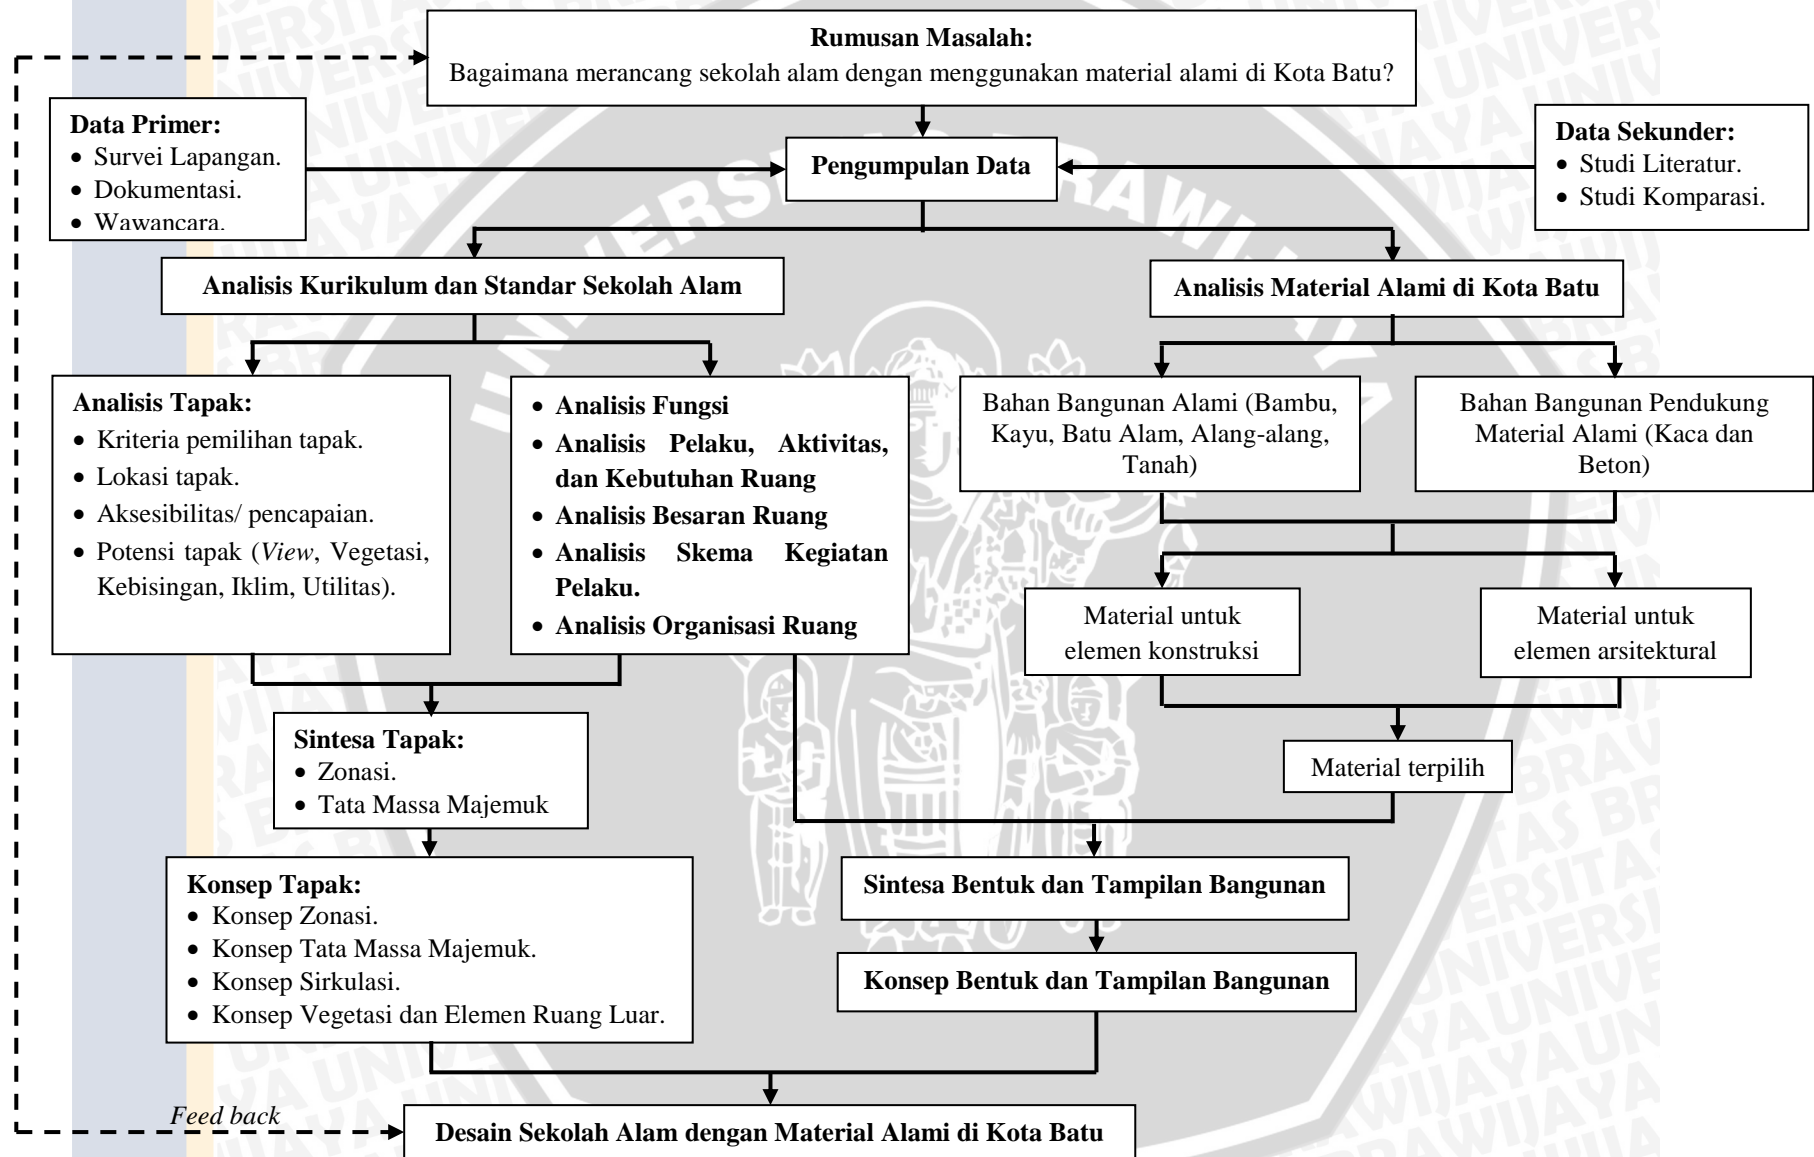 Rumusan Masalah:
Bagaimana merancang sekolah alam dengan menggunakan material alami di Kota Batu?
Data Primer:
• Survei Lapangan.
• Dokumentasi.
• Wawancara.
Pengumpulan Data
Data Sekunder:
• Studi Literatur.
• Studi Komparasi.
Analisis Kurikulum dan Standar Sekolah Alam
Analisis Material Alami di Kota Batu
Analisis Tapak:
• Kriteria pemilihan tapak.
• Lokasi tapak.
• Aksesibilitas/ pencapaian.
• Potensi tapak (View, Vegetasi,
Kebisingan, Iklim, Utilitas).
• Analisis Fungsi
• Analisis Pelaku, Aktivitas,
dan Kebutuhan Ruang
• Analisis Besaran Ruang
• Analisis Skema Kegiatan
Pelaku.
• Analisis Organisasi Ruang
Bahan Bangunan Alami (Bambu,
Kayu, Batu Alam, Alang-alang,
Tanah)
Bahan Bangunan Pendukung
Material Alami (Kaca dan
Beton)
Material untuk
elemen konstruksi
Material untuk
elemen arsitektural
Sintesa Tapak:
• Zonasi.
• Tata Massa Majemuk
Material terpilih
Konsep Tapak:
• Konsep Zonasi.
• Konsep Tata Massa Majemuk.
• Konsep Sirkulasi.
• Konsep Vegetasi dan Elemen Ruang Luar.
Sintesa Bentuk dan Tampilan Bangunan
Konsep Bentuk dan Tampilan Bangunan
Feed back
Desain Sekolah Alam dengan Material Alami di Kota Batu